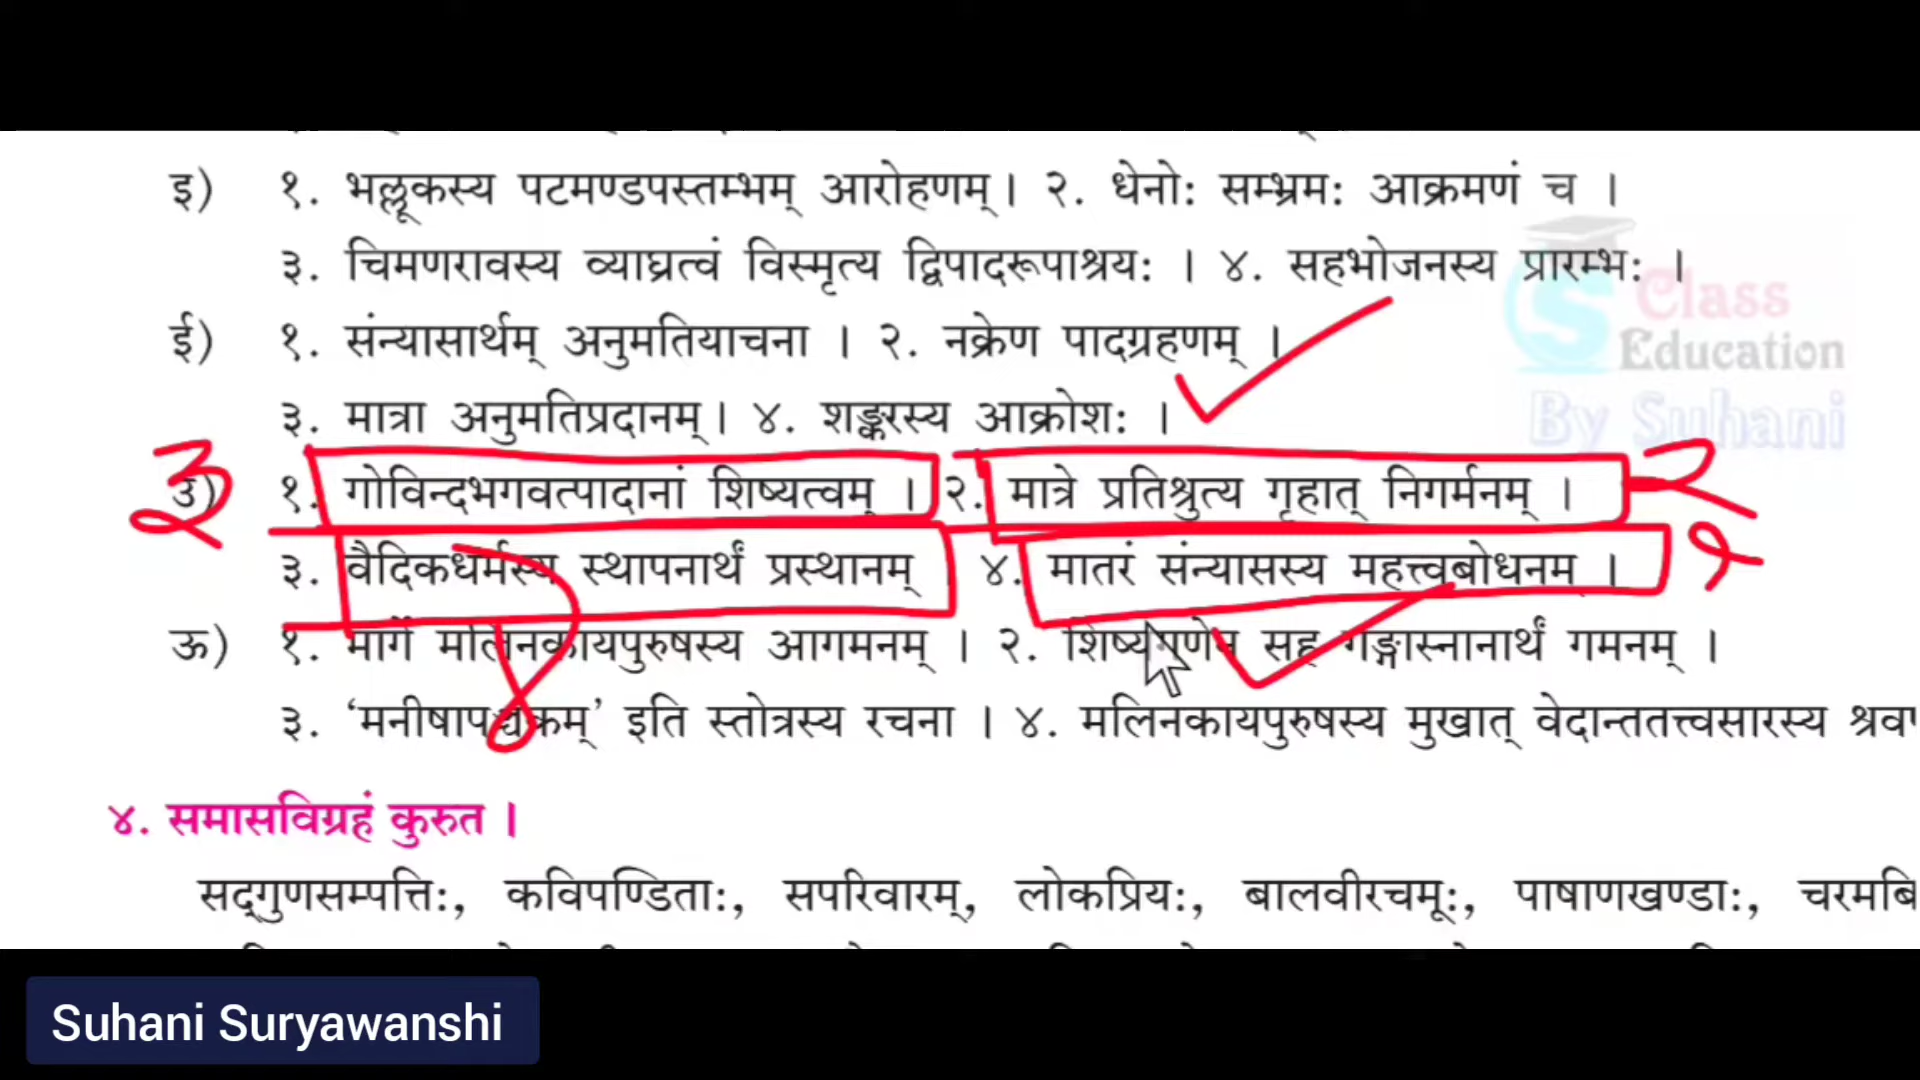 इ) १. भल्लूकस्य पटमण्डपस्तम्भम् आरोहणम्। २. धेनोः सम्भ्रमः आक्रमणं च ।
३. चिमणरावस्य व्याघ्रत्वं विस्मृत्य द्विपादरूपाश्रयः । ४. सहभोजनस्य प्रारम्भः ।
Class
Education
By Suhani
ई) १. संन्यासार्थम् अनुमतियाचना । २. नक्रेण पादग्रहणम् ।
३. मात्रा अनुमतिप्रदानम्। ४. शङ्करस्य आक्रोशः ।
३
उ) १. गोविन्दभगवत्पादानां शिष्यत्वम् । २. मात्रे प्रतिश्रुत्य गृहात् निगर्मनम् ।
२
३. वैदिकधर्मस्य स्थापनार्थं प्रस्थानम् ४. मातरं संन्यासस्य महत्त्वबोधनम् ।
१
४
ऊ) १. मार्गे मलिनकायपुरुषस्य आगमनम् । २. शिष्यगणेन सह गङ्गास्नानार्थं गमनम् ।
३. ‘मनीषापञ्चकम्’ इति स्तोत्रस्य रचना । ४. मलिनकायपुरुषस्य मुखात् वेदान्ततत्त्वसारस्य
४. समासविग्रहं कुरुत ।
सद्गुणसम्पत्तिः, कविपण्डिताः, सपरिवारम्, लोकप्रियः, बालवीरचमूः, पाषाणखण्डाः,
Suhani Suryawanshi